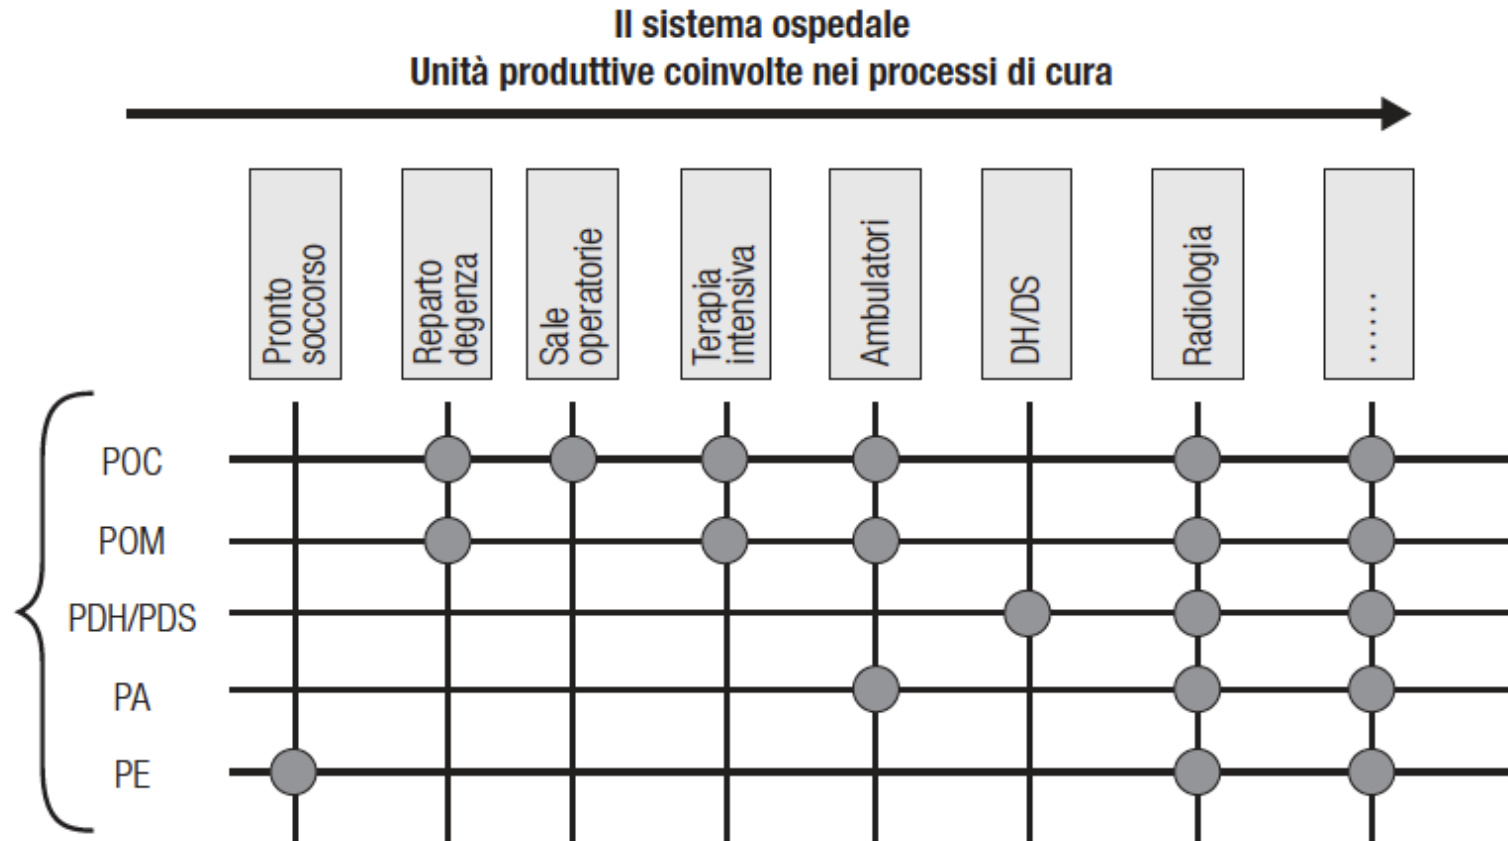 Il sistema ospedale
Unità produttive coinvolte nei processi di cura
Pronto
soccorso
Reparto
degenza
Sale
operatorie
Terapia
intensiva
Ambulatori
DH/DS
Radiologia
......
POC
POM
PDH/PDS
PA
PE